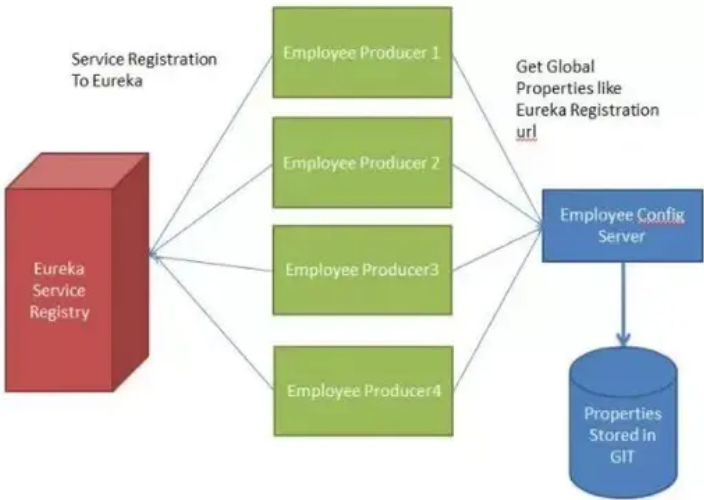 Service Registration
To Eureka
Employee Producer 1
Get Global
Properties like
Eureka Registration
url
Employee Producer 2
Employee Config
Server
Eureka
Service
Registry
Employee Producer3
Employee Producer4
Properties
Stored in
GIT